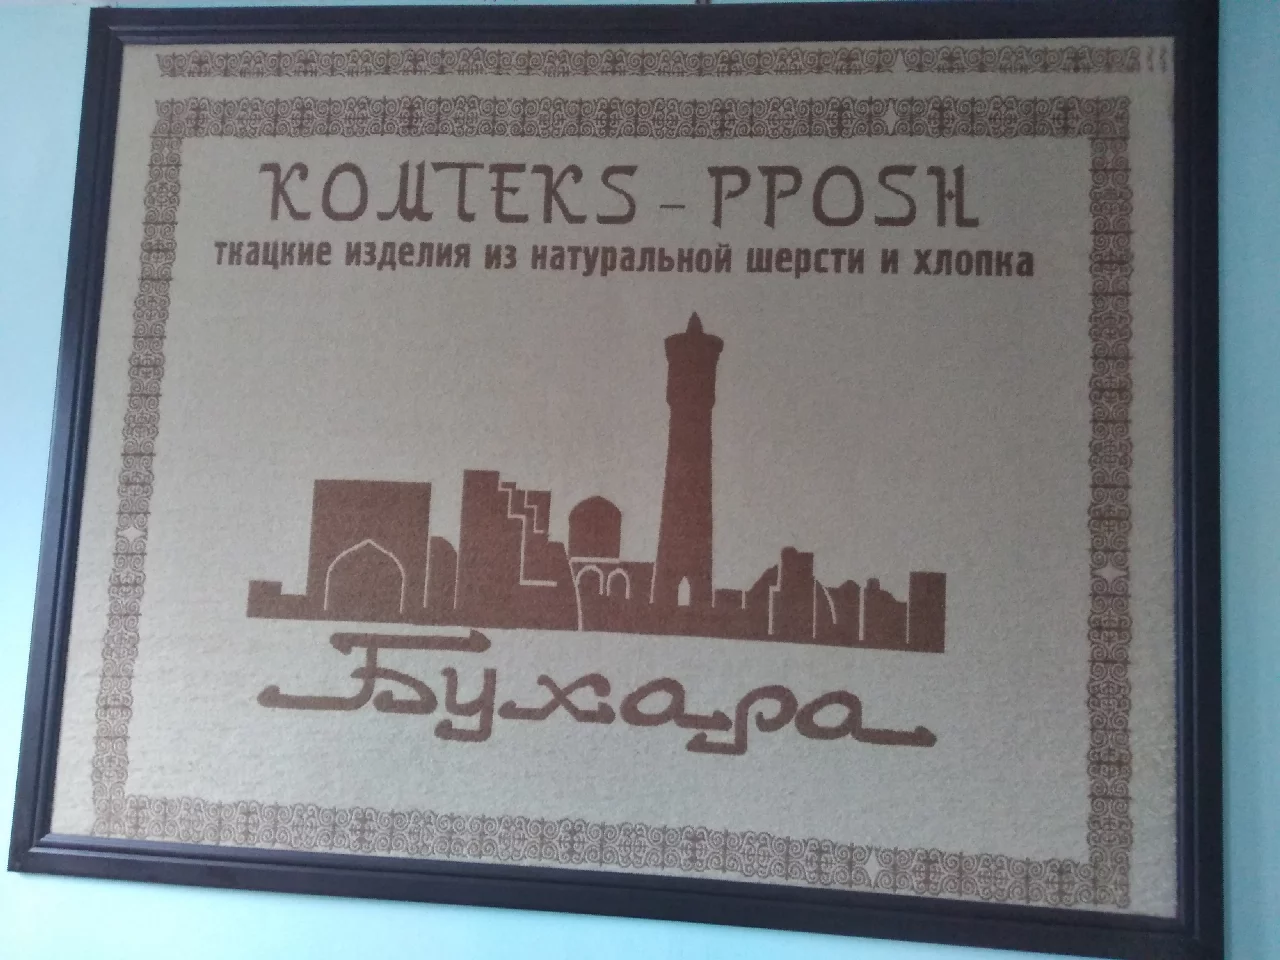 KOMTEKS - PPOSH
ткацкие изделия из натуральной шерсти и хлопка
Бухара